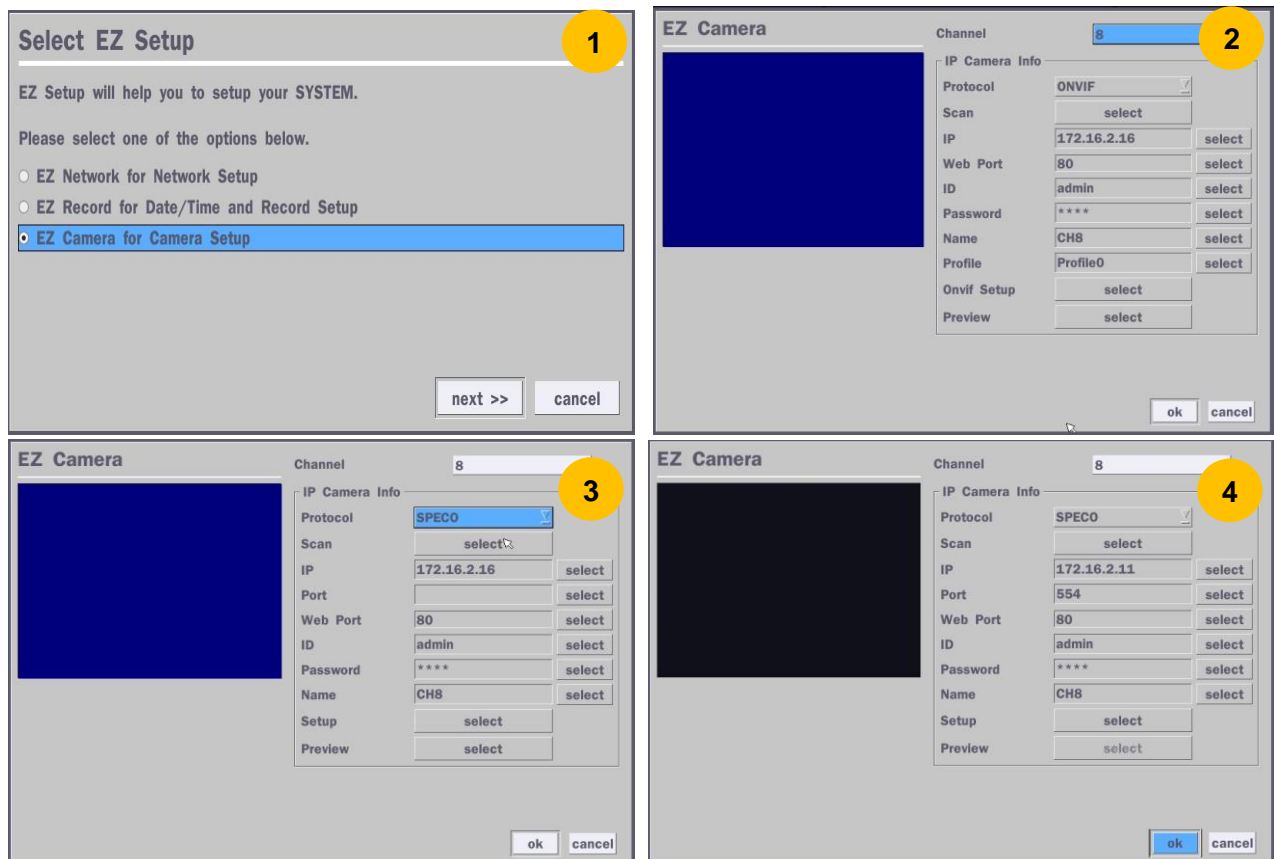 Select EZ Setup
1
EZ Setup will help you to setup your SYSTEM.
Please select one of the options below.
EZ Network for Network Setup
EZ Record for Date/Time and Record Setup
EZ Camera for Camera Setup
next >> cancel
EZ Camera
2
Channel 8
IP Camera Info
Protocol ONVIF
Scan select
IP 172.16.2.16 select
Web Port 80 select
ID admin select
Password **** select
Name CH8 select
Profile Profile0 select
Onvif Setup select
Preview select
ok cancel
EZ Camera
3
Channel 8
IP Camera Info
Protocol SPECO
Scan select
IP 172.16.2.16 select
Port select
Web Port 80 select
ID admin select
Password **** select
Name CH8 select
Setup select
Preview select
ok cancel
EZ Camera
4
Channel 8
IP Camera Info
Protocol SPECO
Scan select
IP 172.16.2.11 select
Port 554 select
Web Port 80 select
ID admin select
Password **** select
Name CH8 select
Setup select
Preview select
ok cancel